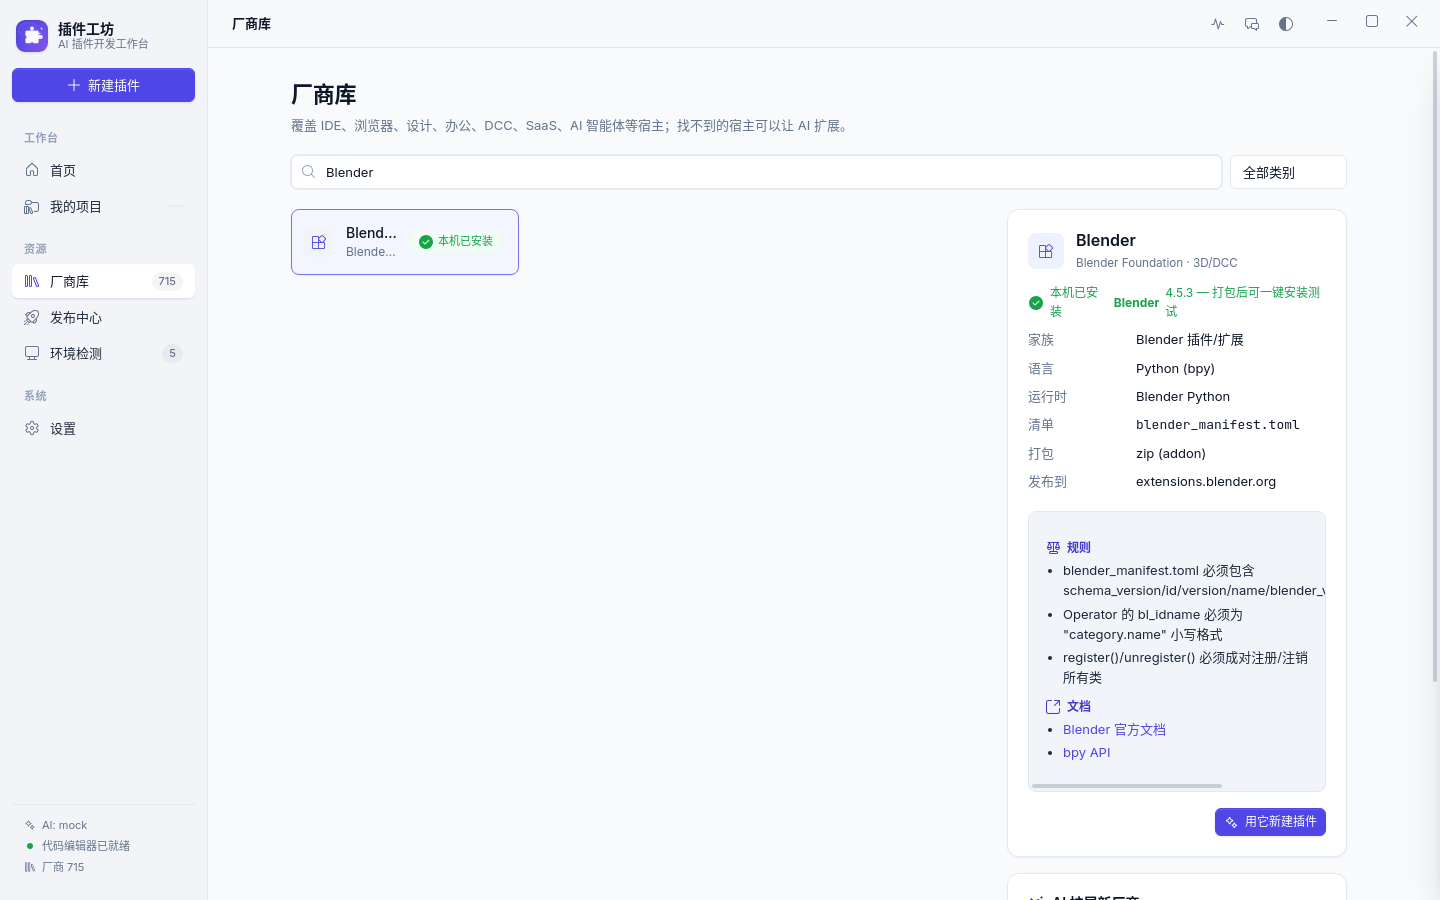 插件工坊
AI 插件开发工作台
新建插件
工作台
首页
我的项目
资源
厂商库 715
发布中心
环境检测 5
系统
设置
AI: mock
代码编辑器已就绪
厂商 715
厂商库
厂商库
覆盖 IDE、浏览器、设计、办公、DCC、SaaS、AI 智能体等宿主；找不到的宿主可以让 AI 扩展。
Blender
全部类别
Blend...
Blende...
本机已安装
Blender
Blender Foundation · 3D/DCC
本机已安装 Blender 4.5.3 — 打包后可一键安装测试
家族 Blender 插件/扩展
语言 Python (bpy)
运行时 Blender Python
清单 blender_manifest.toml
打包 zip (addon)
发布到 extensions.blender.org
规则
blender_manifest.toml 必须包含
schema_version/id/version/name/blender_v
Operator 的 bl_idname 必须为
"category.name" 小写格式
register()/unregister() 必须成对注册/注销
所有类
文档
Blender 官方文档
bpy API
用它新建插件
AI 扩展新厂商